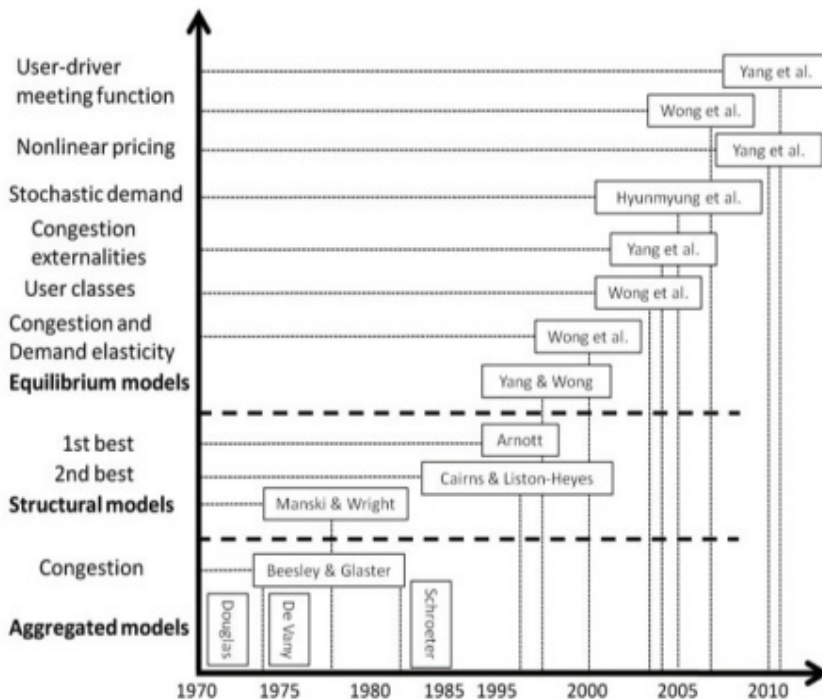 User-driver
meeting function
Yang et al.
Wong et al.
Nonlinear pricing
Yang et al.
Stochastic demand
Hyunmyung et al.
Congestion
externalities
Yang et al.
User classes
Wong et al.
Congestion and
Demand elasticity
Wong et al.
Equilibrium models
Yang & Wong
1st best
Arnott
2nd best
Cairns & Liston-Heyes
Structural models
Manski & Wright
Congestion
Beesley & Glaster
Aggregated models
Douglas
De Vany
Schroeter
1970 1975 1980 1985 1995 2000 2005 2010